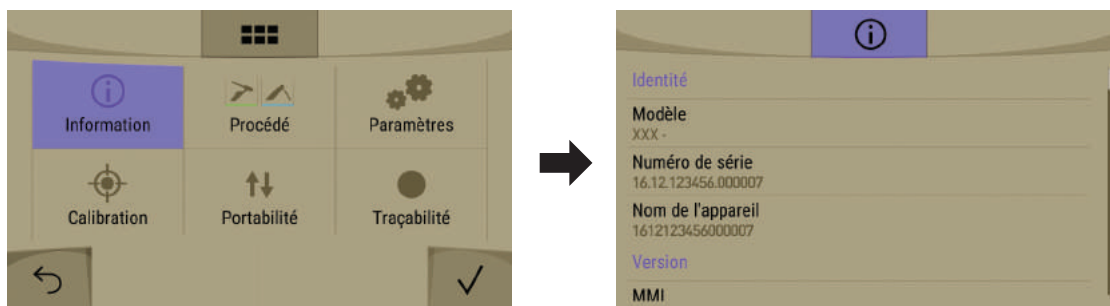 Information
Procédé
Paramètres
Calibration
Portabilité
Traçabilité
Identité
Modèle
XXX -
Numéro de série
16.12.123456.000007
Nom de l'appareil
1612123456000007
Version
MMI